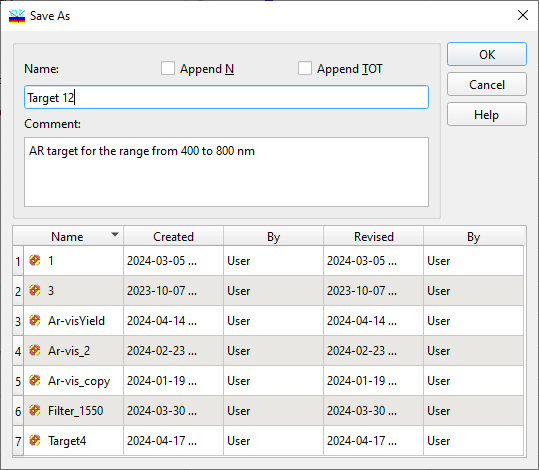 Save As
Name: Append N Append TOT
OK
Target 12
Cancel
Comment:
Help
AR target for the range from 400 to 800 nm
Name Created By Revised By
1 1 2024-03-05 ... User 2024-03-05 ... User
2 3 2023-10-07 ... User 2023-10-07 ... User
3 Ar-visYield 2024-04-14 ... User 2024-04-14 ... User
4 Ar-vis_2 2024-02-23 ... User 2024-02-23 ... User
5 Ar-vis_copy 2024-01-19 ... User 2024-01-19 ... User
6 Filter_1550 2024-03-30 ... User 2024-03-30 ... User
7 Target4 2024-04-17 ... User 2024-04-17 ... User